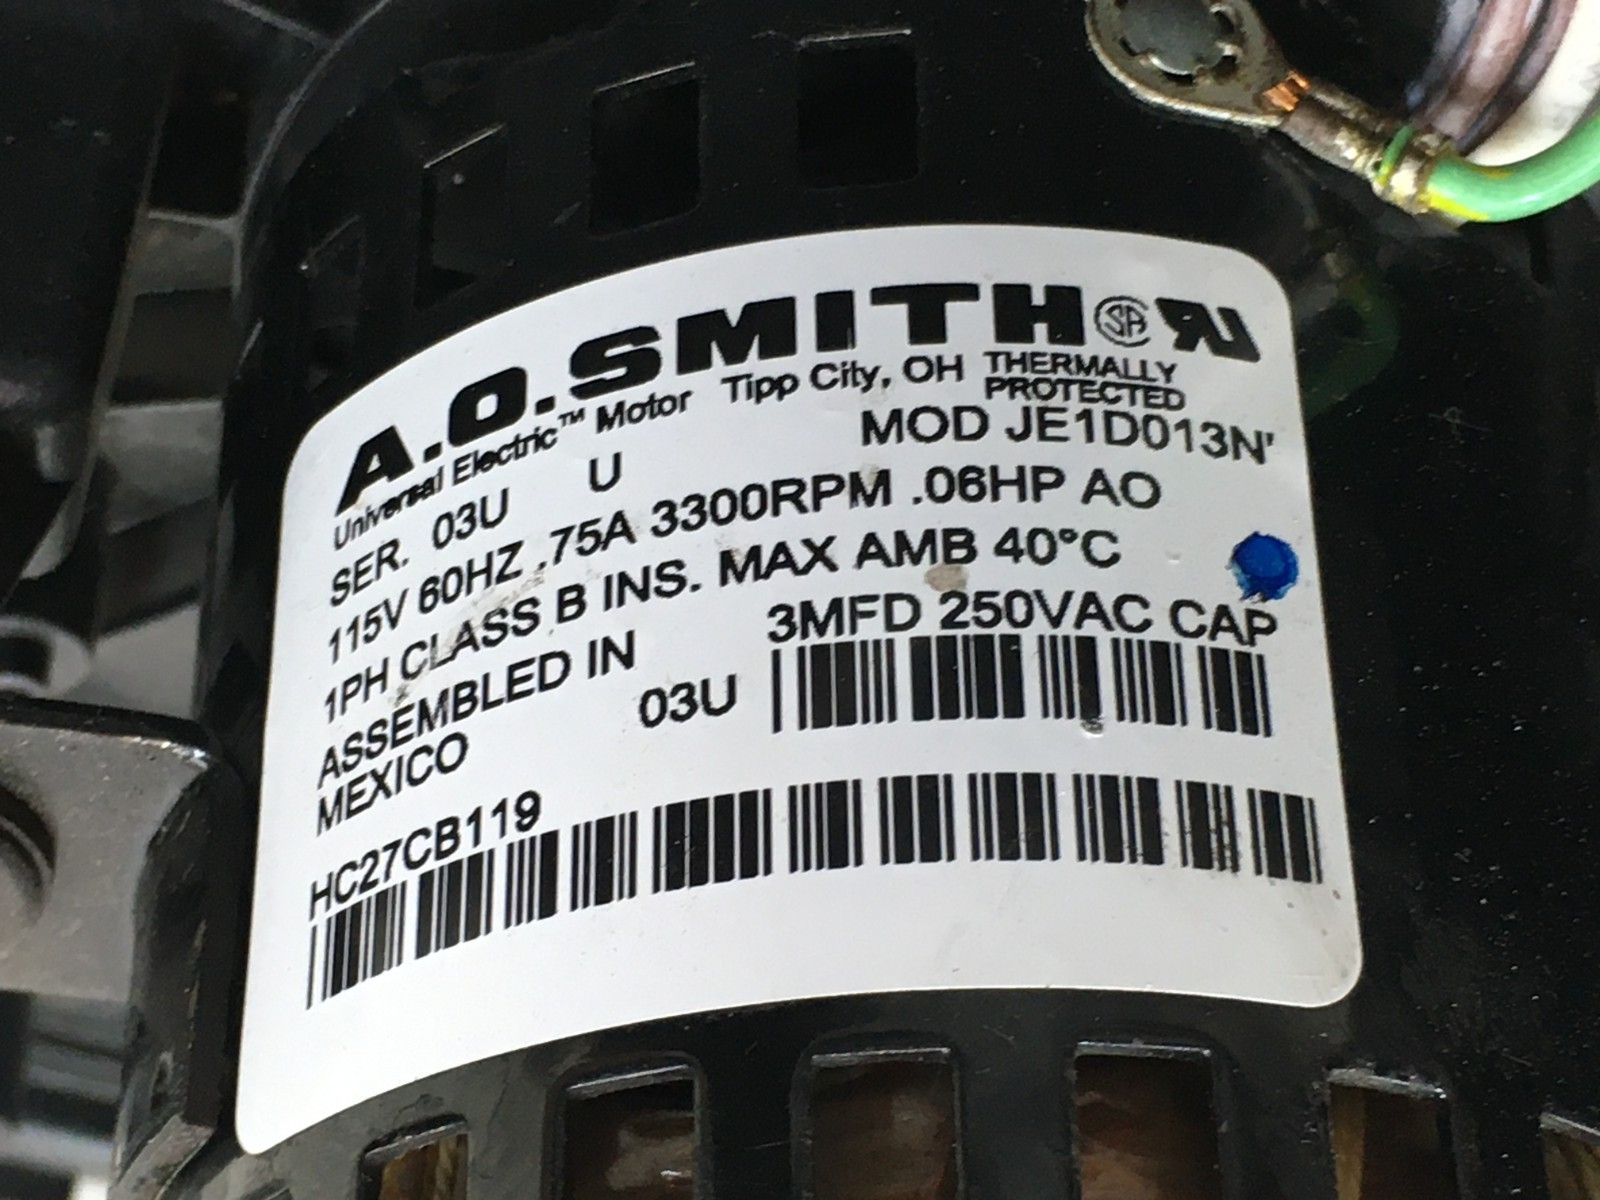 A.O.SMITH
Universal Electric™ Motor Tipp City, OH THERMALLY PROTECTED
MOD JE1D013N'
SER. 03U U
115V 60HZ .75A 3300RPM .06HP AO
1PH CLASS B INS. MAX AMB 40°C
ASSEMBLED IN MEXICO
3MFD 250VAC CAP
03U
HC27CB119